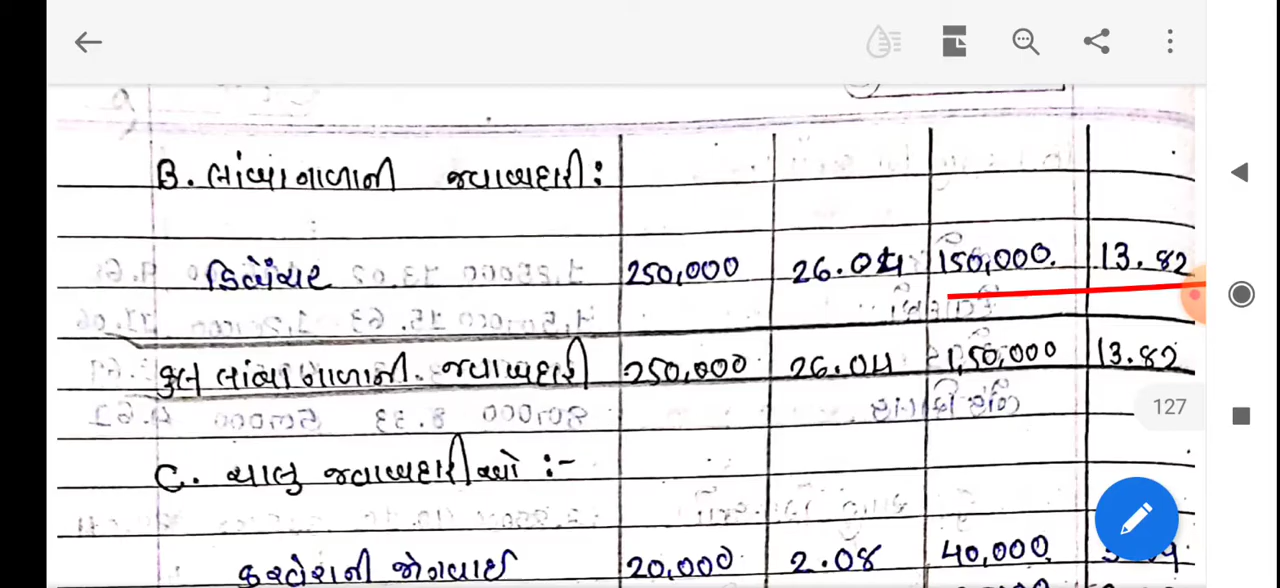 B. લાંબાગાળાની જવાબદારી:
ડિબેંચર 250,000 26.04 150,000. 13.82
કુલ લાંબાગાળાની જવાબદારી 250,000 26.04 1,50,000 13.82
127
C. ચાલુ જવાબદારીઓ :-
કરવેરાની જોગવાઈ 20,000 2.08 40,000